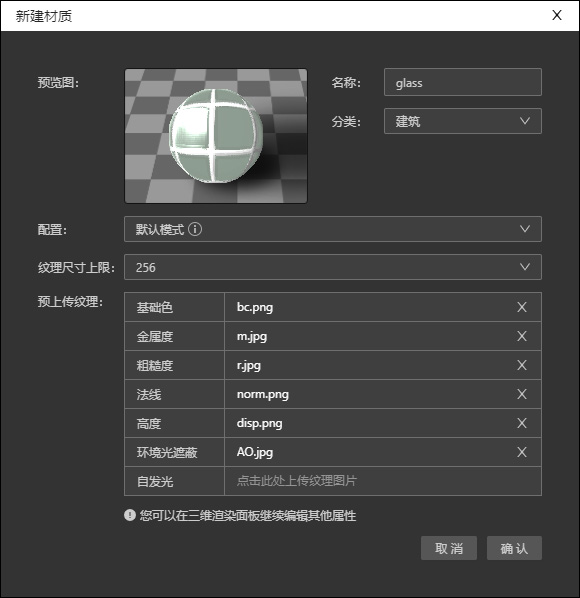 新建材质 X
预览图：
名称： glass
分类： 建筑
配置： 默认模式
纹理尺寸上限： 256
预上传纹理：
基础色 bc.png X
金属度 m.jpg X
粗糙度 r.jpg X
法线 norm.png X
高度 disp.png X
环境光遮蔽 AO.jpg X
自发光 点击此处上传纹理图片
您可以在三维渲染面板继续编辑其他属性
取消 确认